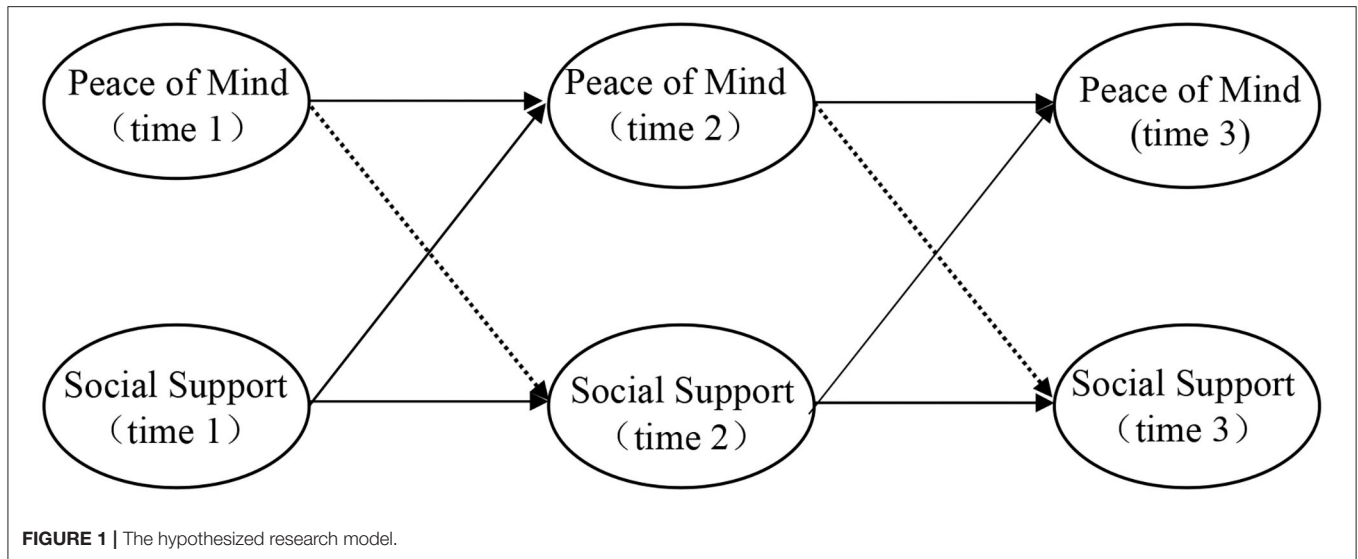 Peace of Mind
（time 1）
Peace of Mind
（time 2）
Peace of Mind
(time 3)
Social Support
（time 1）
Social Support
（time 2）
Social Support
（time 3）
FIGURE 1 | The hypothesized research model.